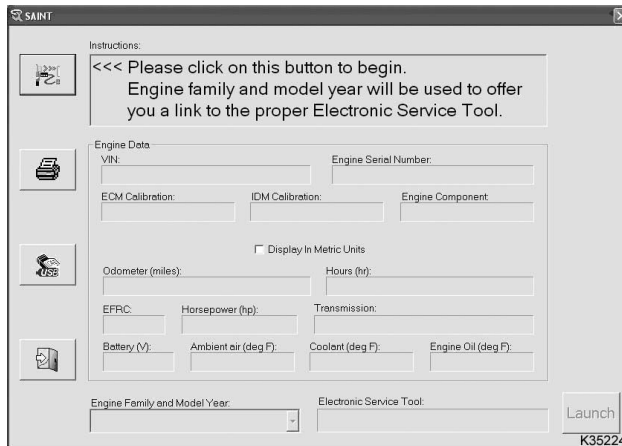 SAINT
Instructions:
<<< Please click on this button to begin.
Engine family and model year will be used to offer
you a link to the proper Electronic Service Tool.
Engine Data
VIN: Engine Serial Number:
ECM Calibration: IDM Calibration: Engine Component:
Display In Metric Units
Odometer (miles): Hours (hr):
EFRC: Horsepower (hp): Transmission:
Battery (V): Ambient air (deg F): Coolant (deg F): Engine Oil (deg F):
USB
Engine Family and Model Year: Electronic Service Tool:
Launch
K35224